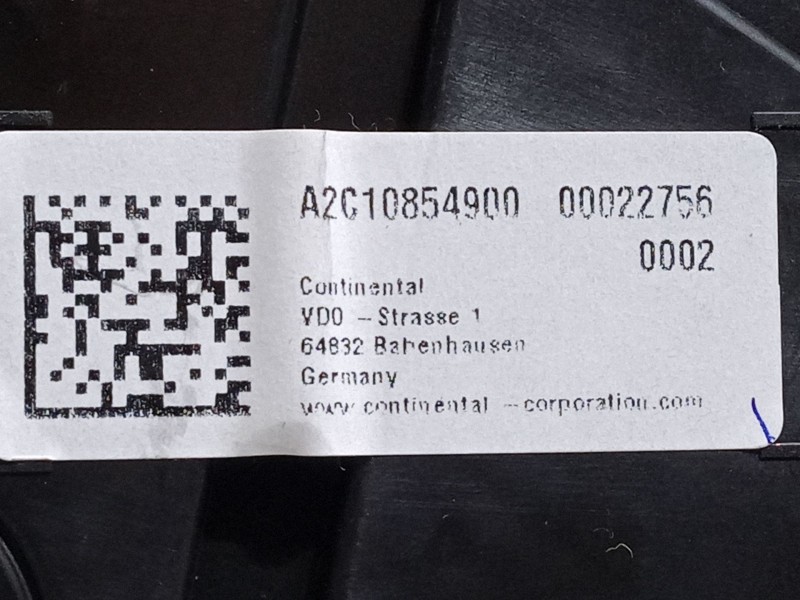 A2C10854900 00022756
0002
Continental
VDO - Strasse 1
64832 Babenhausen
Germany
www.continental - corporation.com